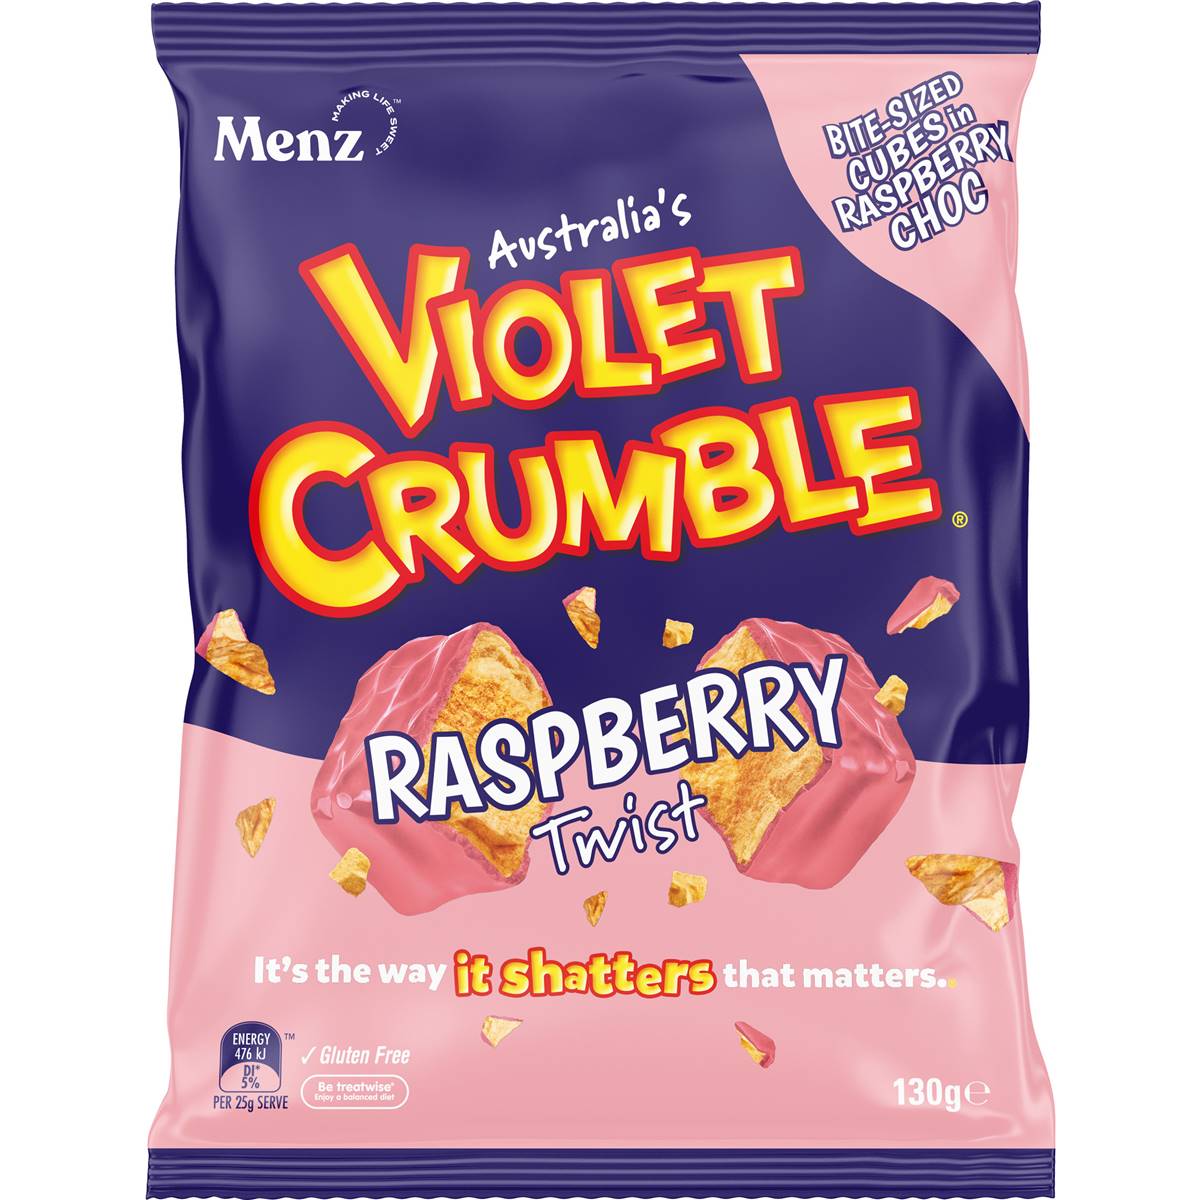 Menz
MAKING LIFE SWEET™
BITE-SIZED
CUBES in
RASPBERRY
CHOC
Australia's
VIOLET
CRUMBLE®
RASPBERRY
Twist
It's the way it shatters that matters.®
ENERGY
476 kJ
DI*
5%
™
PER 25g SERVE
✓ Gluten Free
Be treatwise®
Enjoy a balanced diet
130g℮